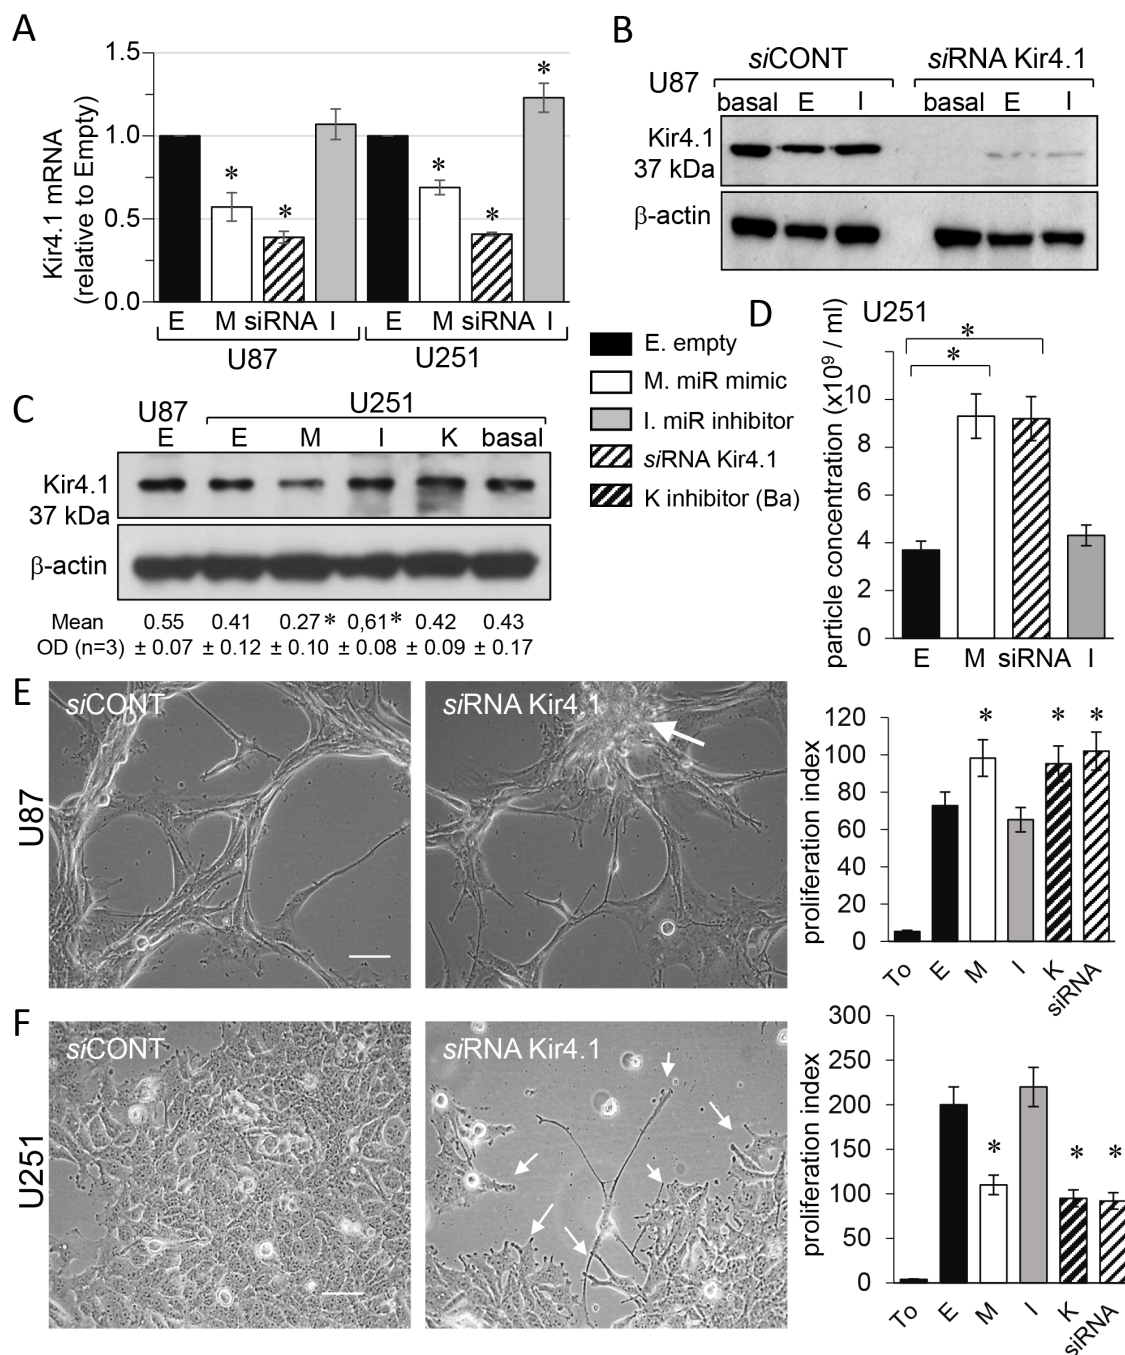 A
Kir4.1 mRNA
(relative to Empty)
1.5
1.0
0.5
0.0
* * * * *
E M siRNA I E M siRNA I
U87 U251
B
siCONT siRNA Kir4.1
U87
basal E I basal E I
Kir4.1
37 kDa
β-actin
E. empty
M. miR mimic
I. miR inhibitor
siRNA Kir4.1
K inhibitor (Ba)
C
U87 U251
E E M I K basal
Kir4.1
37 kDa
β-actin
Mean 0.55 0.41 0.27* 0,61* 0.42 0.43
OD (n=3) ± 0.07 ± 0.12 ± 0.10 ± 0.08 ± 0.09 ± 0.17
D
U251
*
*
particle concentration (x10⁹ / ml)
10
8
6
4
2
0
E M siRNA I
E
U87
siCONT
siRNA Kir4.1
proliferation index
120
100
80
60
40
20
0
* * *
To E M I K siRNA
F
U251
siCONT
siRNA Kir4.1
proliferation index
300
250
200
150
100
50
0
* * *
To E M I K siRNA